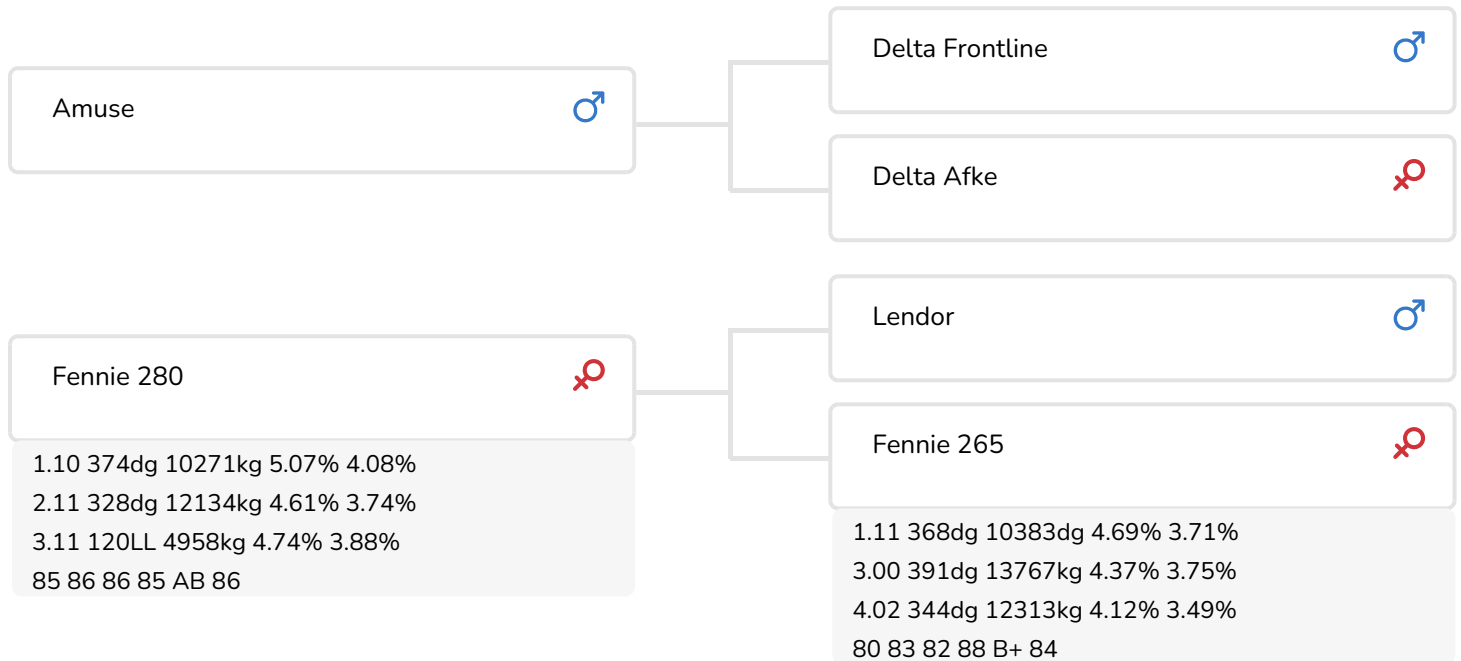 Amuse
Delta Frontline
Delta Afke
Fennie 280
1.10 374dg 10271kg 5.07% 4.08%
2.11 328dg 12134kg 4.61% 3.74%
3.11 120LL 4958kg 4.74% 3.88%
85 86 86 85 AB 86
Lendor
Fennie 265
1.11 368dg 10383dg 4.69% 3.71%
3.00 391dg 13767kg 4.37% 3.75%
4.02 344dg 12313kg 4.12% 3.49%
80 83 82 88 B+ 84